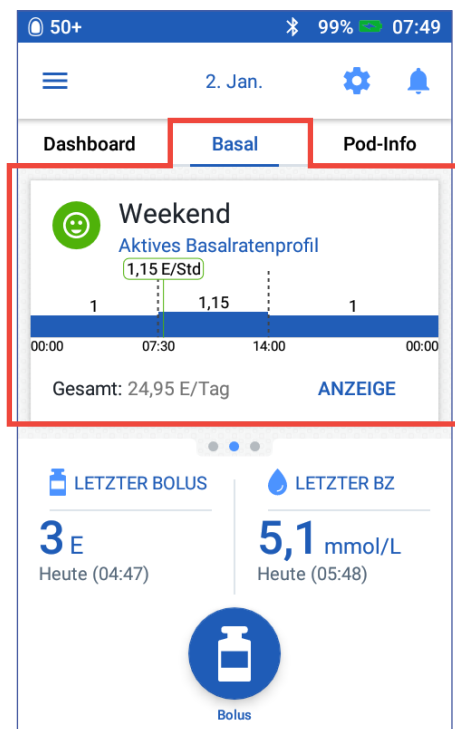 50+ 99% 07:49
2. Jan.
Dashboard Basal Pod-Info
Weekend
Aktives Basalratenprofil
1,15 E/Std
1 1,15 1
00:00 07:30 14:00 00:00
Gesamt: 24,95 E/Tag ANZEIGE
LETZTER BOLUS LETZTER BZ
3 E 5,1 mmol/L
Heute (04:47) Heute (05:48)
Bolus